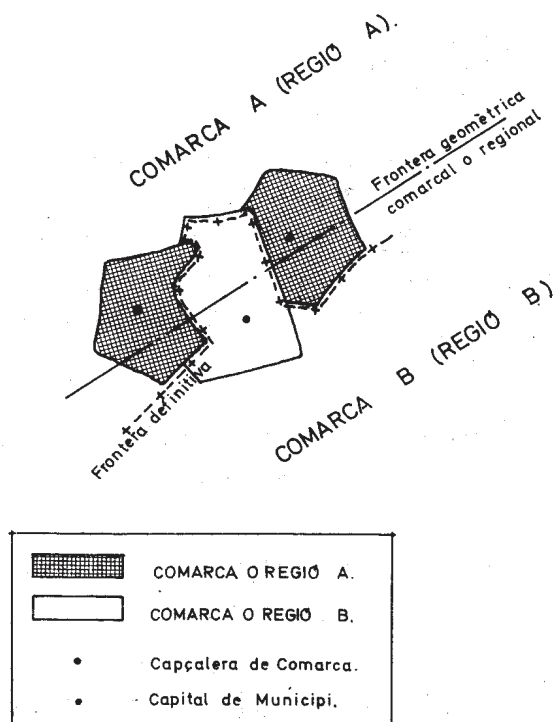 COMARCA A (REGIÓ A).
Frontera geomètrica
comarcal o regional
Frontera definitiva
COMARCA B (REGIÓ B)
COMARCA O REGIÓ A.
COMARCA O REGIÓ B.
Capçalera de Comarca.
Capital de Municipi.